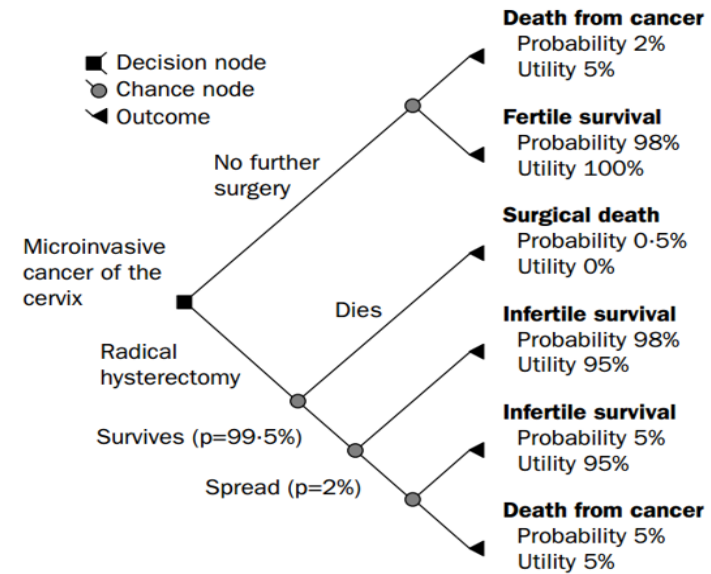 Decision node
Chance node
Outcome
Death from cancer
Probability 2%
Utility 5%
Fertile survival
Probability 98%
Utility 100%
No further
surgery
Surgical death
Probability 0·5%
Utility 0%
Microinvasive
cancer of the
cervix
Dies
Infertile survival
Probability 98%
Utility 95%
Radical
hysterectomy
Infertile survival
Probability 5%
Utility 95%
Survives (p=99·5%)
Spread (p=2%)
Death from cancer
Probability 5%
Utility 5%